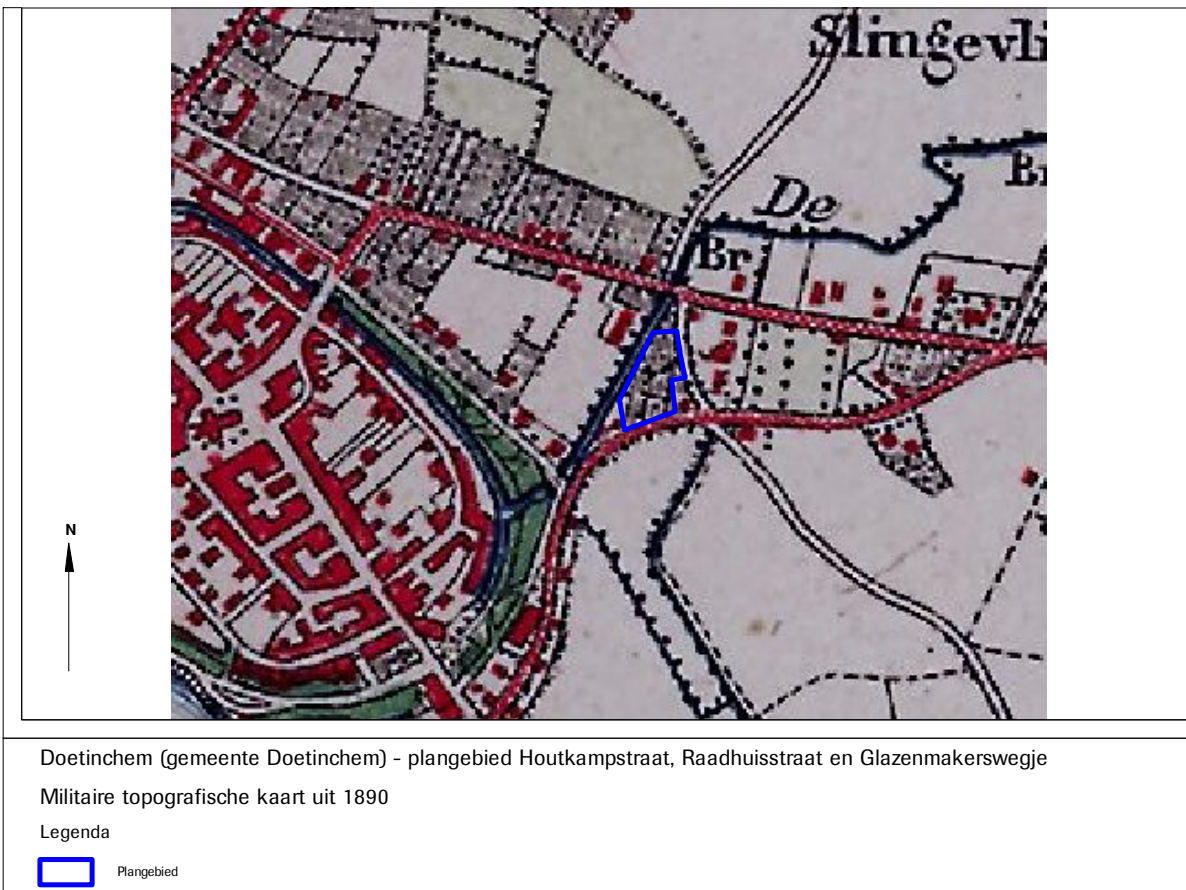 Slingevli
De
Br
Br
N
Doetinchem (gemeente Doetinchem) - plangebied Houtkampstraat, Raadhuisstraat en Glazenmakerswegje
Militaire topografische kaart uit 1890
Legenda
Plangebied